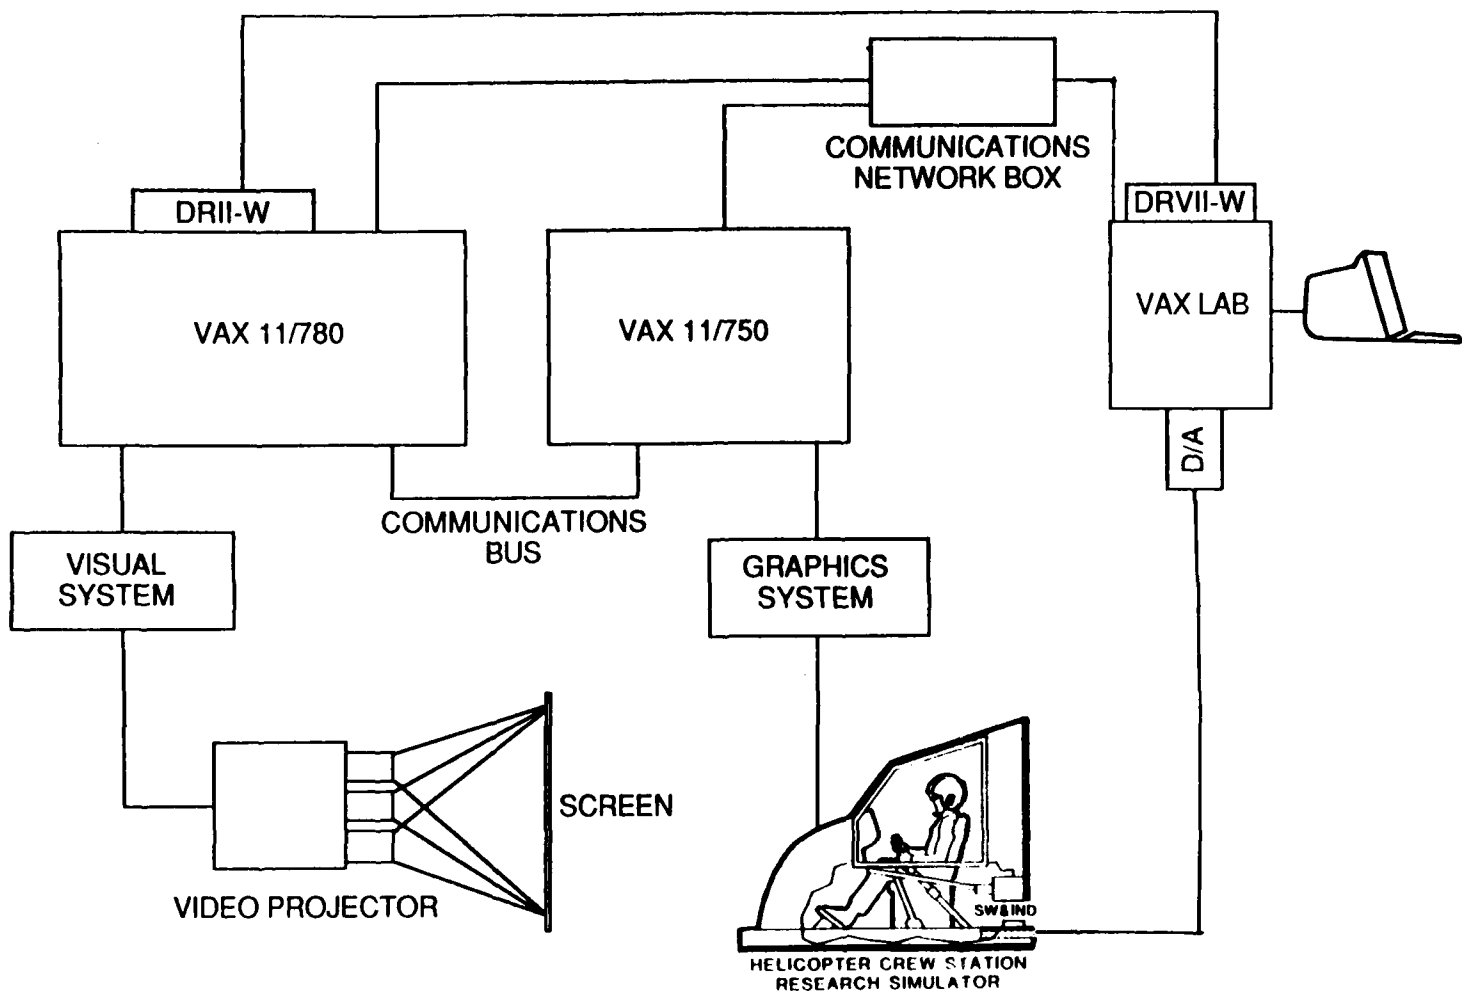 COMMUNICATIONS
NETWORK BOX
DRII-W
DRVII-W
VAX 11/780
VAX 11/750
VAX LAB
D/A
COMMUNICATIONS
BUS
VISUAL
SYSTEM
GRAPHICS
SYSTEM
SCREEN
VIDEO PROJECTOR
SW & IND
HELICOPTER CREW STATION
RESEARCH SIMULATOR